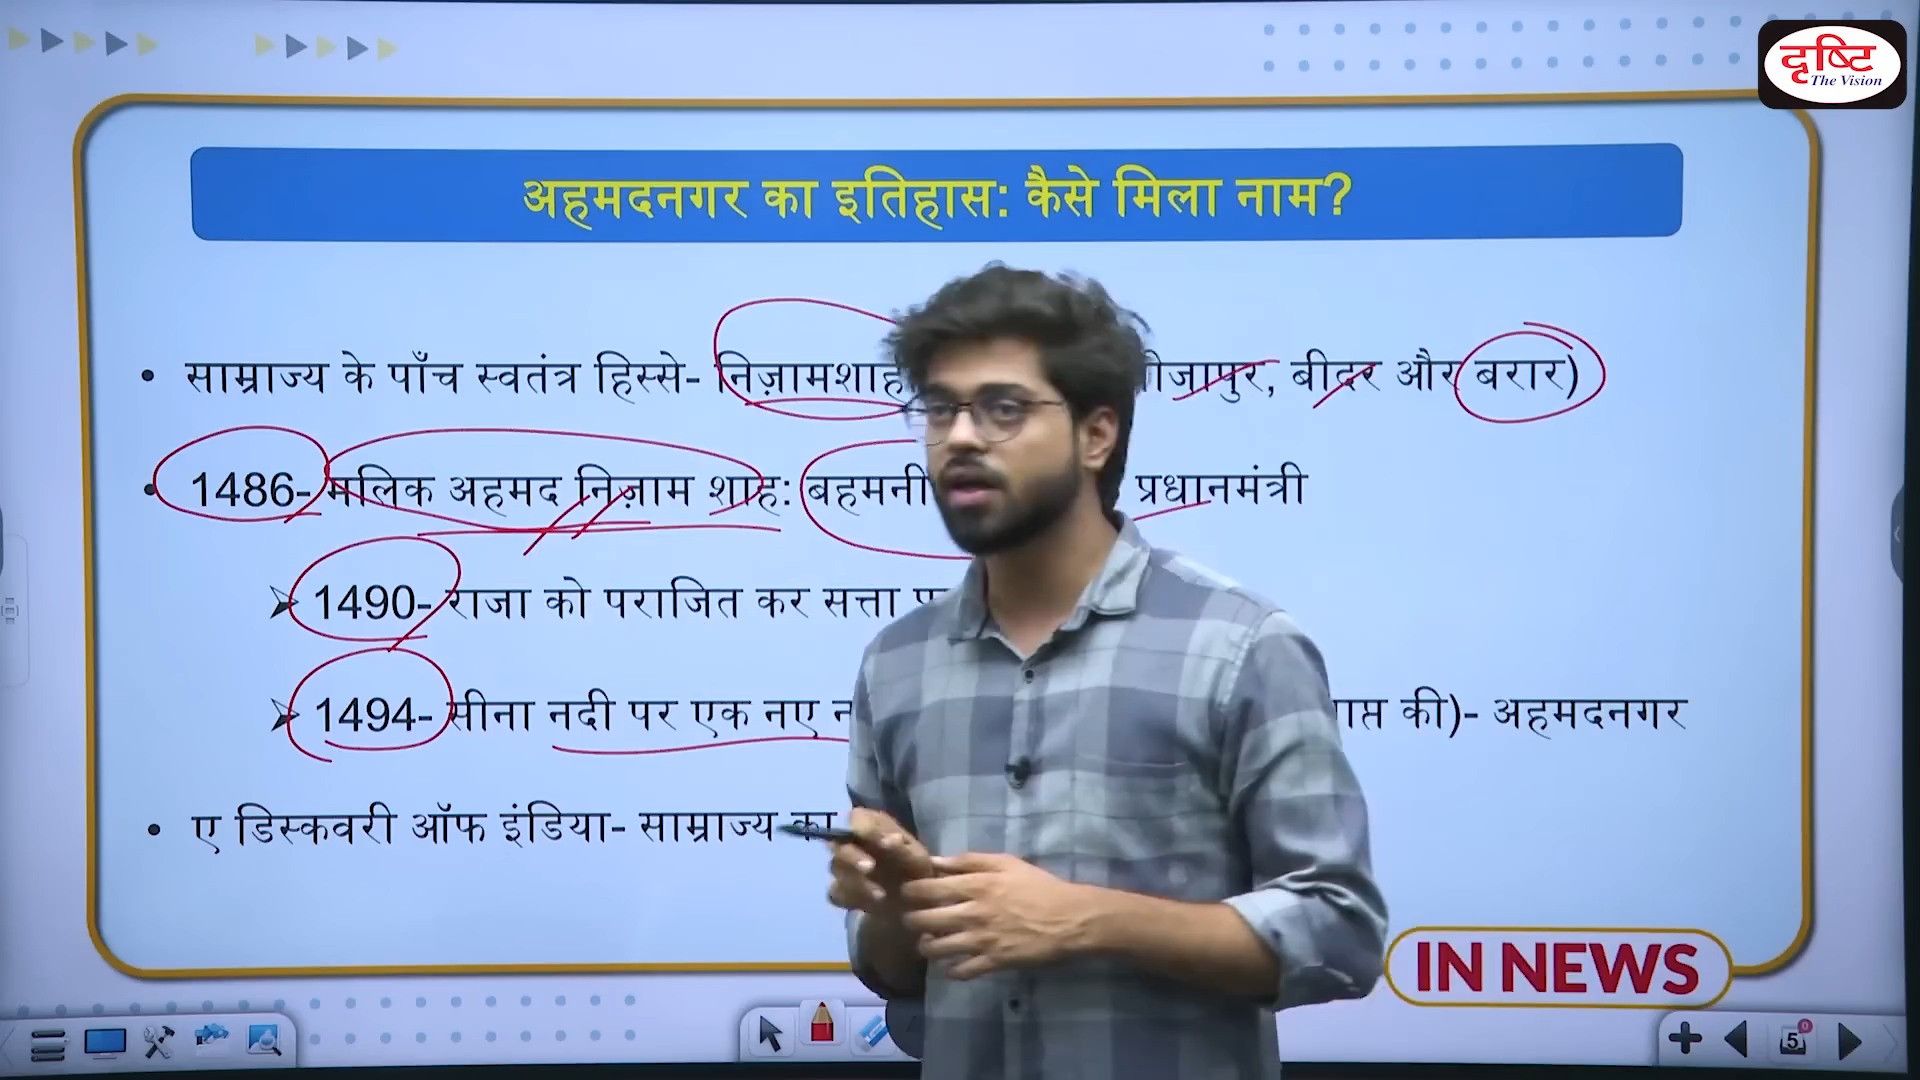 दृष्टि
The Vision
अहमदनगर का इतिहास: कैसे मिला नाम?
• साम्राज्य के पाँच स्वतंत्र हिस्से- बीदर और बरार)
• 1486- मलिक अहमद निज़ाम शाह: बहमनी प्रधानमंत्री
➢ 1490- राजा को पराजित कर सत्ता
➢ 1494- सीना नदी पर एक नए की)- अहमदनगर
• ए डिस्कवरी ऑफ इंडिया- साम्राज्य का
IN NEWS
5
0